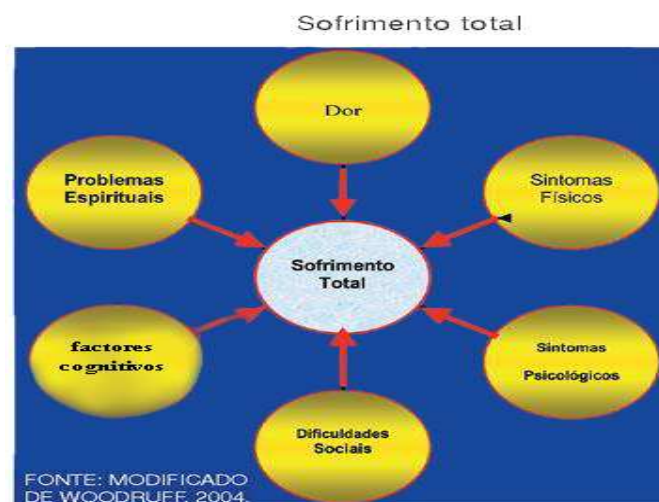 Sofrimento total
Dor
Problemas
Espirituais
Sintomas
Físicos
Sofrimento
Total
factores
cognitivos
Sintomas
Psicológicos
Dificuldades
Sociais
FONTE: MODIFICADO
DE WOODRUFF, 2004.